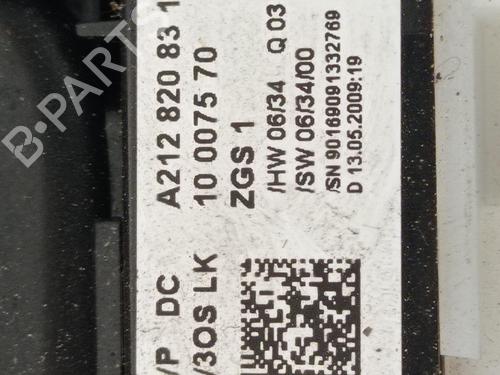 A212 820 83 1
10 0075 70
ZGS 1
/HW 06/34 Q 03
/SW 06/34/00
/SN 90169091332769
D 13.05.2009:19
/P DC
/3OS LK
B-PARTS